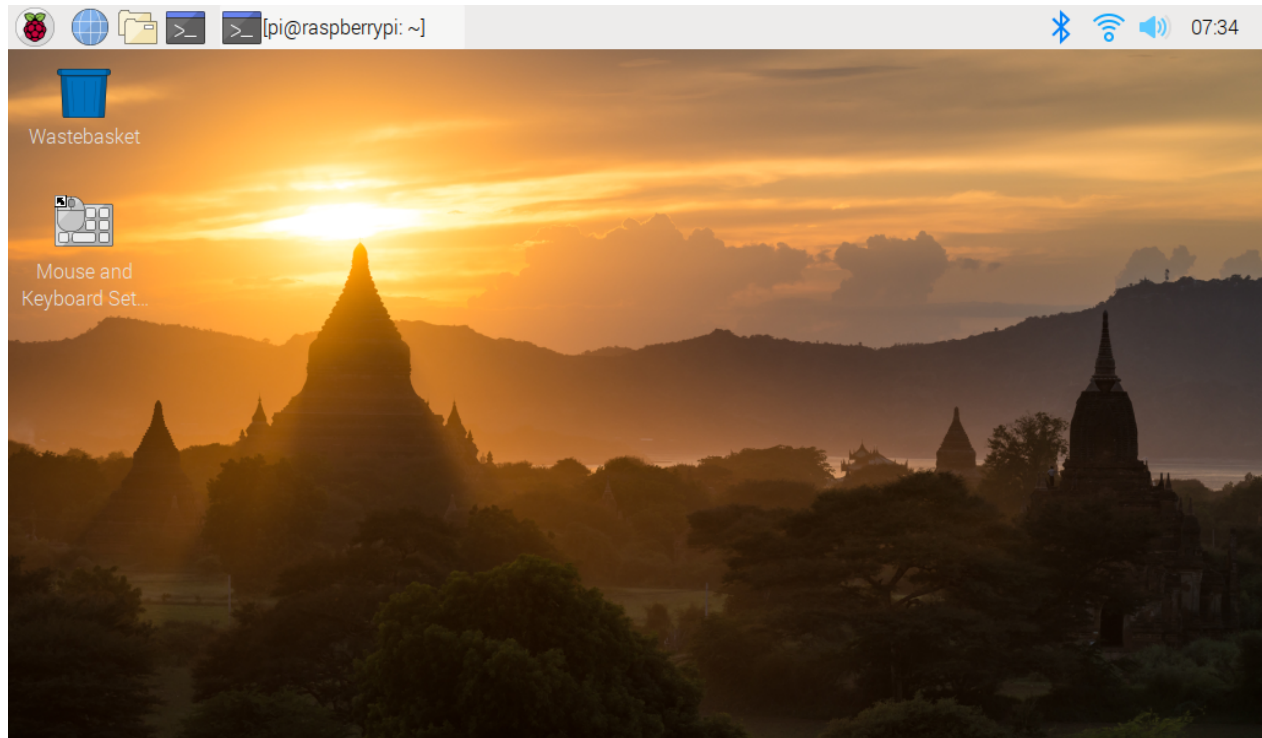 [pi@raspberrypi: ~]
07:34
Wastebasket
Mouse and
Keyboard Set...